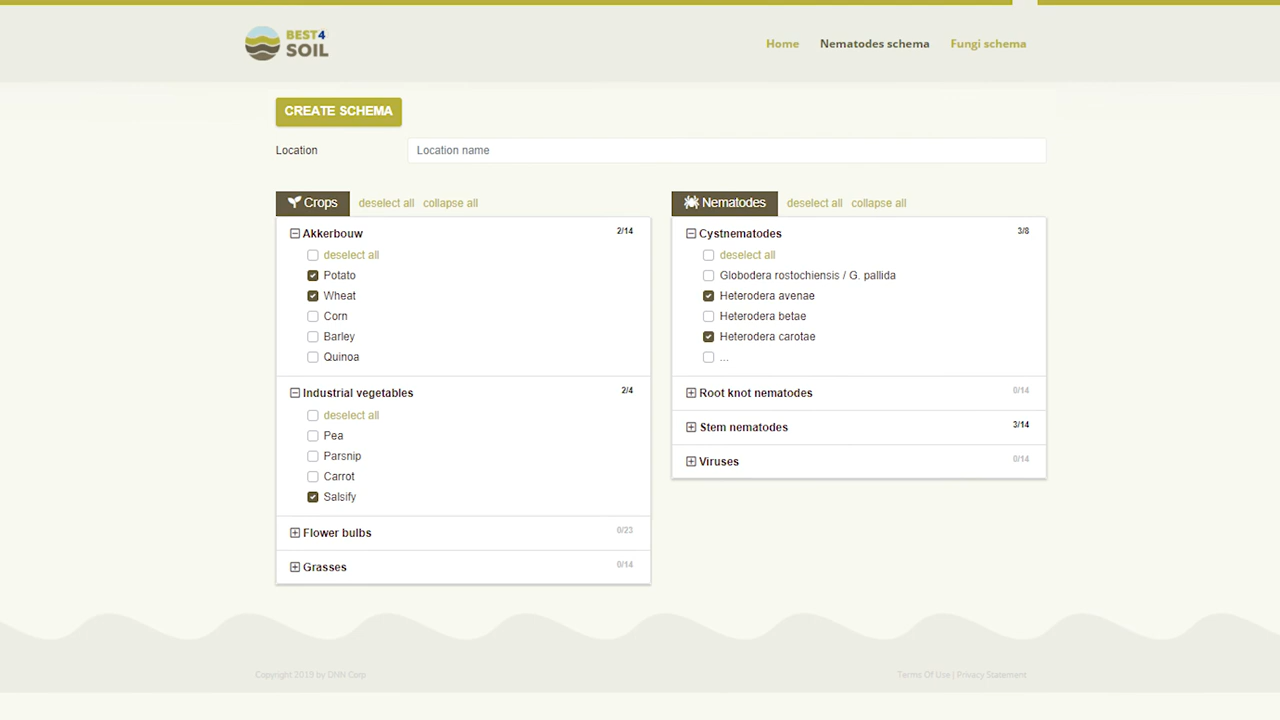 BEST4
SOIL
Home
Nematodes schema
Fungi schema
CREATE SCHEMA
Location
Location name
Crops
deselect all
collapse all
Akkerbouw
2/14
deselect all
Potato
Wheat
Corn
Barley
Quinoa
Industrial vegetables
2/4
deselect all
Pea
Parsnip
Carrot
Salsify
Flower bulbs
0/23
Grasses
0/14
Nematodes
deselect all
collapse all
Cystnematodes
3/8
deselect all
Globodera rostochiensis / G. pallida
Heterodera avenae
Heterodera betae
Heterodera carotae
...
Root knot nematodes
0/14
Stem nematodes
3/14
Viruses
0/14
Copyright 2019 by DNN Corp
Terms Of Use | Privacy Statement